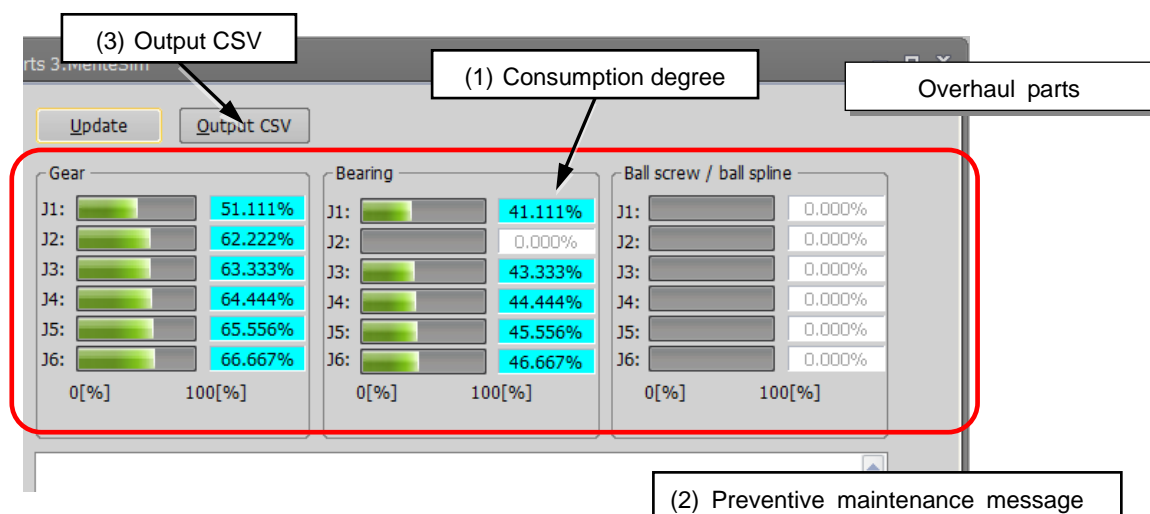 (3) Output CSV
(1) Consumption degree
Overhaul parts
Update
Output CSV
Gear
J1: 51.111%
J2: 62.222%
J3: 63.333%
J4: 64.444%
J5: 65.556%
J6: 66.667%
0[%] 100[%]
Bearing
J1: 41.111%
J2: 0.000%
J3: 43.333%
J4: 44.444%
J5: 45.556%
J6: 46.667%
0[%] 100[%]
Ball screw / ball spline
J1: 0.000%
J2: 0.000%
J3: 0.000%
J4: 0.000%
J5: 0.000%
J6: 0.000%
0[%] 100[%]
(2) Preventive maintenance message